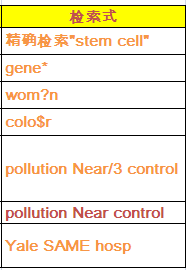 检索式
精确检索"stem cell"
gene*
wom?n
colo$r
pollution Near/3 control
pollution Near control
Yale SAME hosp